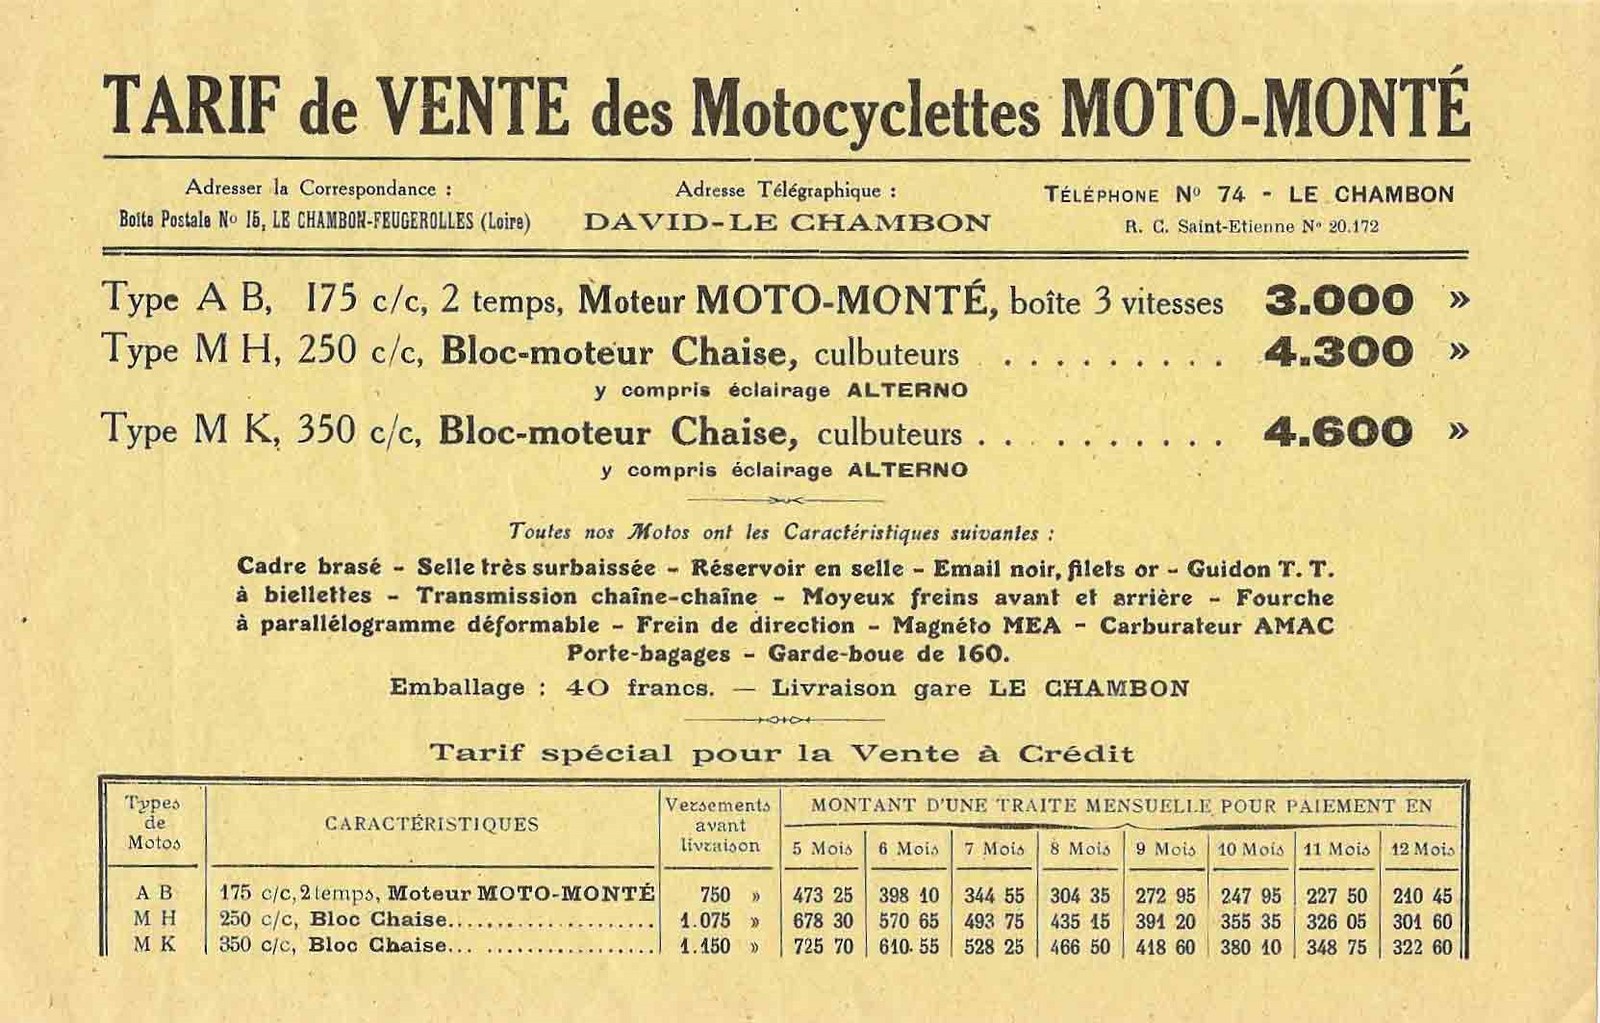 TARIF de VENTE des Motocyclettes MOTO-MONTÉ
Adresser la Correspondance :
Boite Postale No 15, LE CHAMBON-FEUGEROLLES (Loire)
Adresse Télégraphique :
DAVID-LE CHAMBON
TÉLÉPHONE No 74 - LE CHAMBON
R. C. Saint-Etienne No 20.172
Type A B, 175 c/c, 2 temps, Moteur MOTO-MONTÉ, boîte 3 vitesses 3.000 »
Type M H, 250 c/c, Bloc-moteur Chaise, culbuteurs . . . . . . . . . 4.300 »
y compris éclairage ALTERNO
Type M K, 350 c/c, Bloc-moteur Chaise, culbuteurs . . . . . . . . . . 4.600 »
y compris éclairage ALTERNO
Toutes nos Motos ont les Caractéristiques suivantes :
Cadre brasé - Selle très surbaissée - Réservoir en selle - Email noir, filets or - Guidon T. T.
à biellettes - Transmission chaîne-chaîne - Moyeux freins avant et arrière - Fourche
à parallélogramme déformable - Frein de direction - Magnéto MEA - Carburateur AMAC
Porte-bagages - Garde-boue de 160.
Emballage : 40 francs. — Livraison gare LE CHAMBON
Tarif spécial pour la Vente à Crédit
Types de Motos
CARACTÉRISTIQUES
Versements avant livraison
MONTANT D'UNE TRAITE MENSUELLE POUR PAIEMENT EN
5 Mois 6 Mois 7 Mois 8 Mois 9 Mois 10 Mois 11 Mois 12 Mois
A B 175 c/c, 2 temps, Moteur MOTO-MONTÉ 750 » 473 25 398 10 344 55 304 35 272 95 247 95 227 50 210 45
M H 250 c/c, Bloc Chaise....................... 1.075 » 678 30 570 65 493 75 435 15 391 20 355 35 326 05 301 60
M K 350 c/c, Bloc Chaise... .................. 1.150 » 725 70 610 55 528 25 466 50 418 60 380 10 348 75 322 60